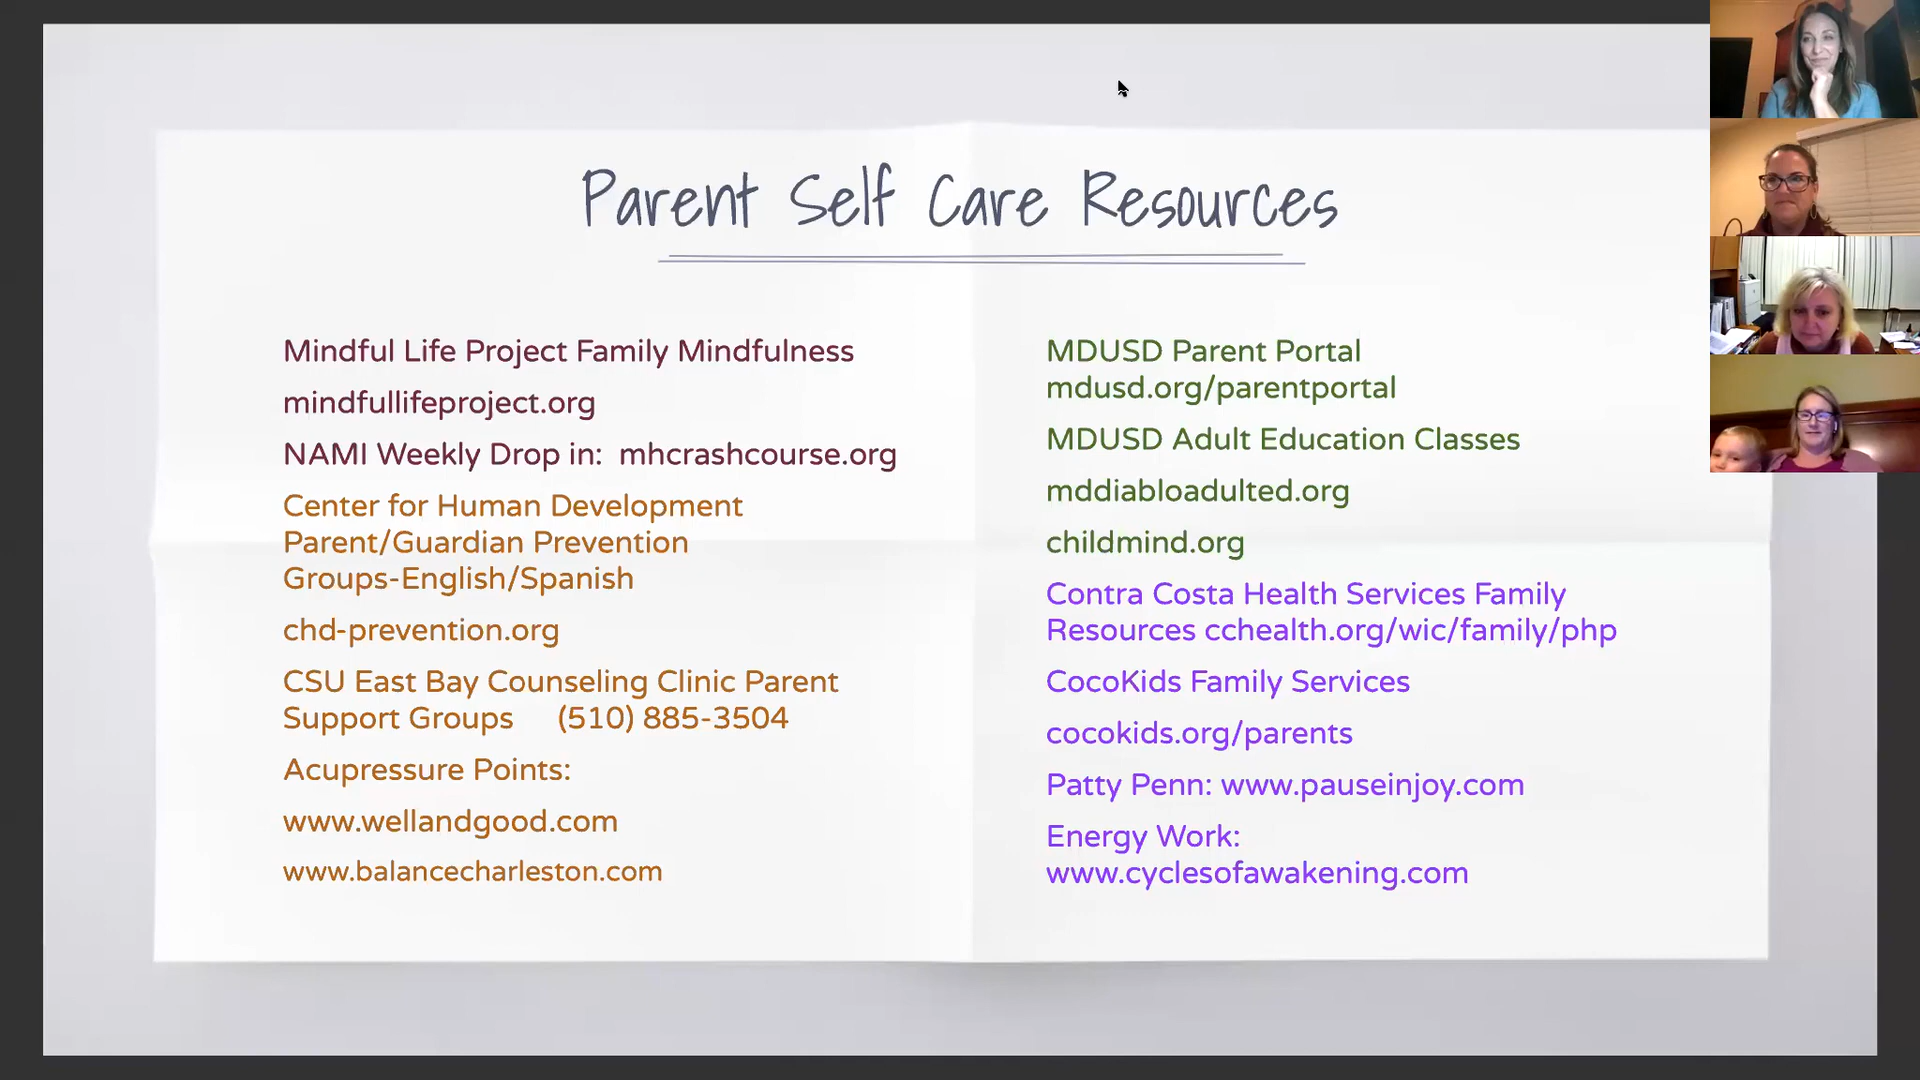 Parent Self Care Resources
Mindful Life Project Family Mindfulness
mindfullifeproject.org
NAMI Weekly Drop in: mhcrashcourse.org
Center for Human Development
Parent/Guardian Prevention
Groups-English/Spanish
chd-prevention.org
CSU East Bay Counseling Clinic Parent
Support Groups (510) 885-3504
Acupressure Points:
www.wellandgood.com
www.balancecharleston.com
MDUSD Parent Portal
mdusd.org/parentportal
MDUSD Adult Education Classes
mddiabloadulted.org
childmind.org
Contra Costa Health Services Family
Resources cchealth.org/wic/family/php
CocoKids Family Services
cocokids.org/parents
Patty Penn: www.pauseinjoy.com
Energy Work:
www.cyclesofawakening.com